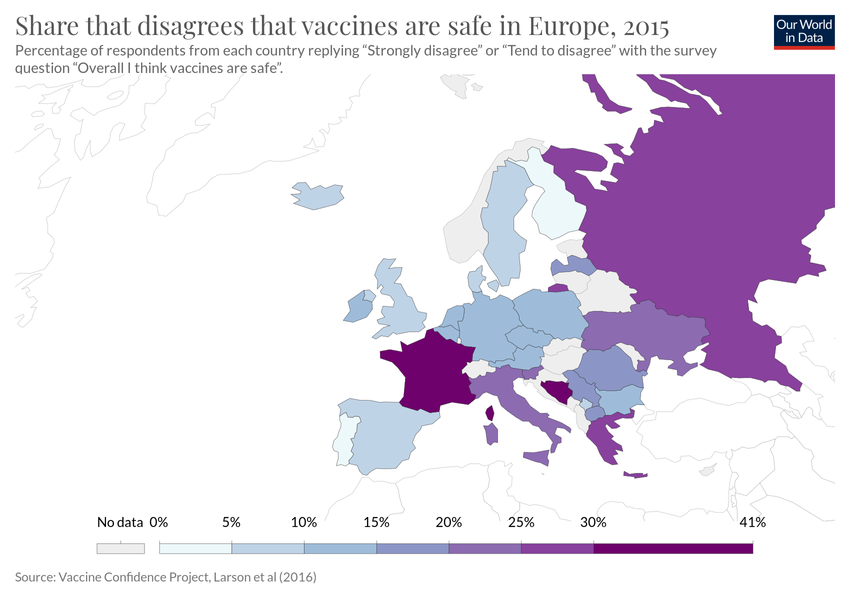 Share that disagrees that vaccines are safe in Europe, 2015
Our World
in Data
Percentage of respondents from each country replying “Strongly disagree” or “Tend to disagree” with the survey
question “Overall I think vaccines are safe”.
No data 0% 5% 10% 15% 20% 25% 30% 41%
Source: Vaccine Confidence Project, Larson et al (2016)